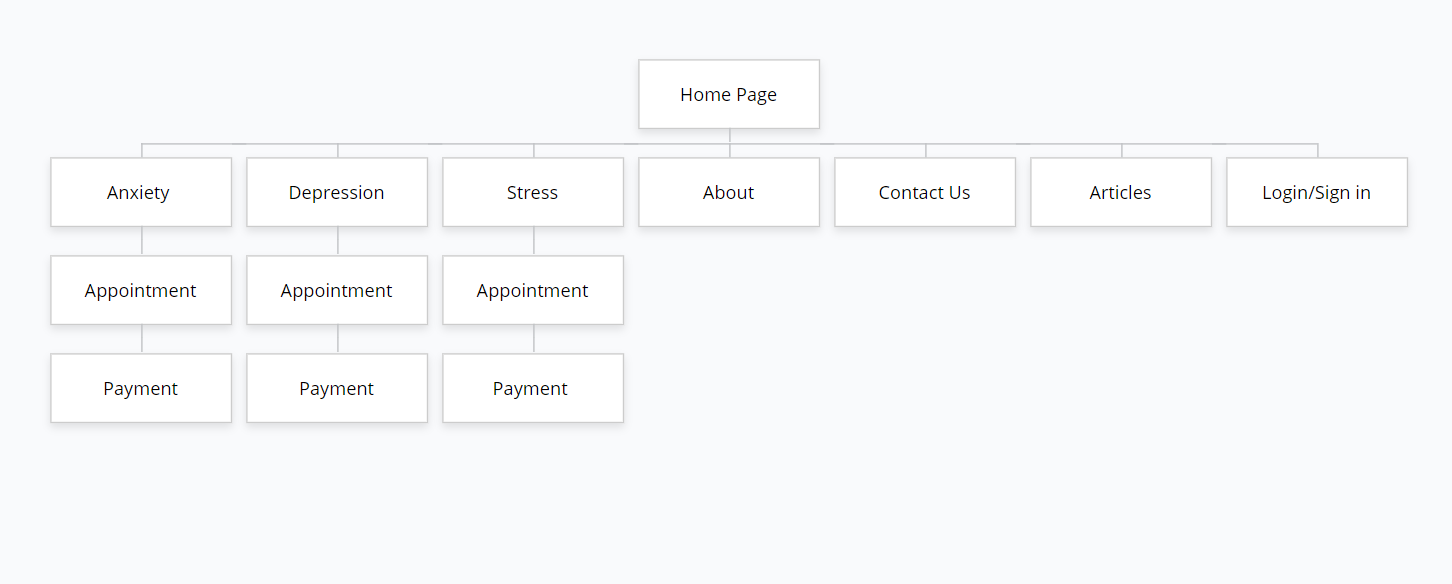 Home Page
Anxiety
Depression
Stress
About
Contact Us
Articles
Login/Sign in
Appointment
Appointment
Appointment
Payment
Payment
Payment